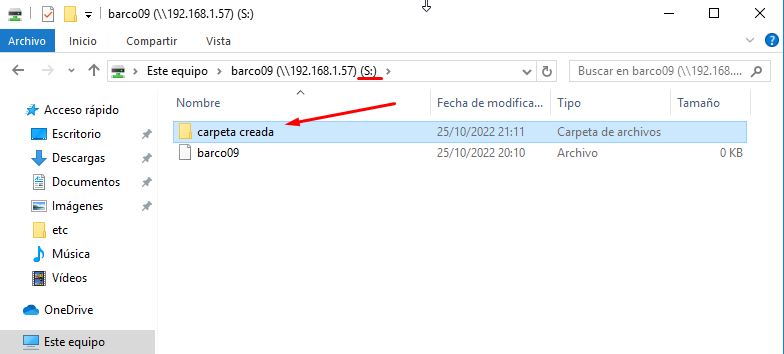 barco09 (\\192.168.1.57) (S:)
Archivo Inicio Compartir Vista
Este equipo > barco09 (\\192.168.1.57) (S:) > Buscar en barco09 (\\192.168....
Nombre Fecha de modifica... Tipo Tamaño
carpeta creada 25/10/2022 21:11 Carpeta de archivos
barco09 25/10/2022 20:10 Archivo 0 KB
Acceso rápido
Escritorio
Descargas
Documentos
Imágenes
etc
Música
Vídeos
OneDrive
Este equipo